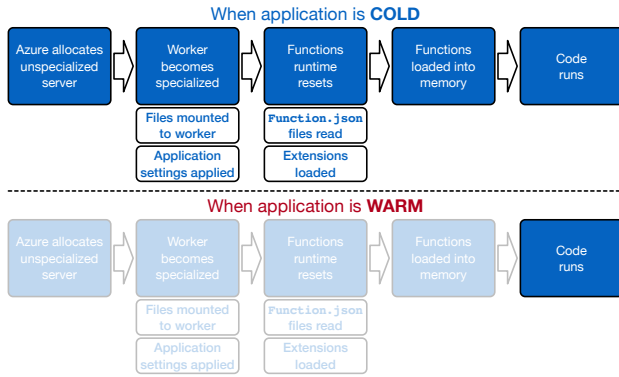 When application is COLD
Azure allocates
unspecialized
server
Worker
becomes
specialized
Functions
runtime
resets
Functions
loaded into
memory
Code
runs
Files mounted
to worker
Function.json
files read
Application
settings applied
Extensions
loaded
When application is WARM
Azure allocates
unspecialized
server
Worker
becomes
specialized
Functions
runtime
resets
Functions
loaded into
memory
Code
runs
Files mounted
to worker
Function.json
files read
Application
settings applied
Extensions
loaded